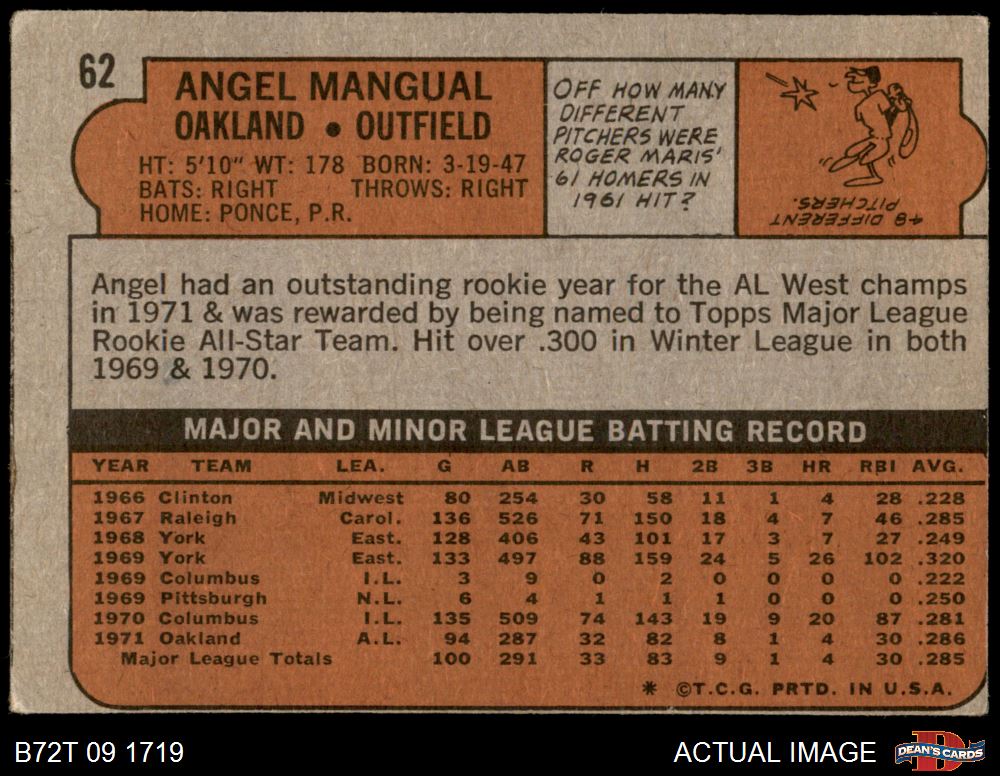 62
ANGEL MANGUAL
OAKLAND • OUTFIELD
HT: 5'10" WT: 178 BORN: 3-19-47
BATS: RIGHT THROWS: RIGHT
HOME: PONCE, P.R.
OFF HOW MANY
DIFFERENT
PITCHERS WERE
ROGER MARIS'
61 HOMERS IN
1961 HIT?
48 DIFFERENT
PITCHERS.
Angel had an outstanding rookie year for the AL West champs
in 1971 & was rewarded by being named to Topps Major League
Rookie All-Star Team. Hit over .300 in Winter League in both
1969 & 1970.
MAJOR AND MINOR LEAGUE BATTING RECORD
YEAR TEAM LEA. G AB R H 2B 3B HR RBI AVG.
1966 Clinton Midwest 80 254 30 58 11 1 4 28 .228
1967 Raleigh Carol. 136 526 71 150 18 4 7 46 .285
1968 York East. 128 406 43 101 17 3 7 27 .249
1969 York East. 133 497 88 159 24 5 26 102 .320
1969 Columbus I.L. 3 9 0 2 0 0 0 0 .222
1969 Pittsburgh N.L. 6 4 1 1 1 0 0 0 .250
1970 Columbus I.L. 135 509 74 143 19 9 20 87 .281
1971 Oakland A.L. 94 287 32 82 8 1 4 30 .286
Major League Totals 100 291 33 83 9 1 4 30 .285
* ©T.C.G. PRTD. IN U.S.A.
B72T 09 1719
ACTUAL IMAGE
D
DEAN'S CARDS